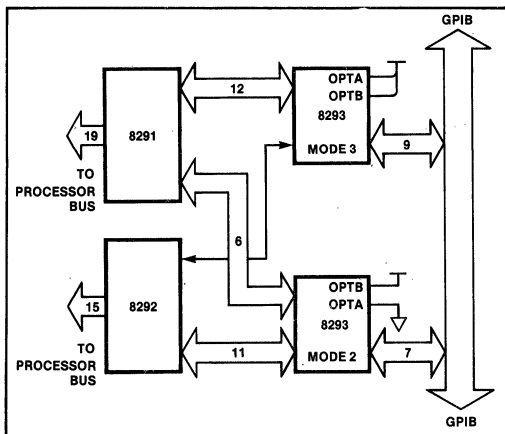 GPIB
OPTA
OPTB
8293
MODE 3
12
9
8291
19
TO
PROCESSOR
BUS
6
8292
15
TO
PROCESSOR
BUS
11
OPTB
OPTA
8293
MODE 2
7
GPIB